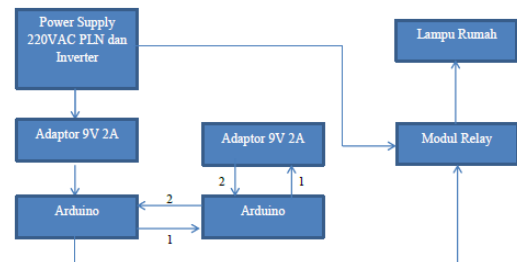 Power Supply
220VAC PLN dan
Inverter
Lampu Rumah
Adaptor 9V 2A
Adaptor 9V 2A
Modul Relay
2
1
2
Arduino
Arduino
1